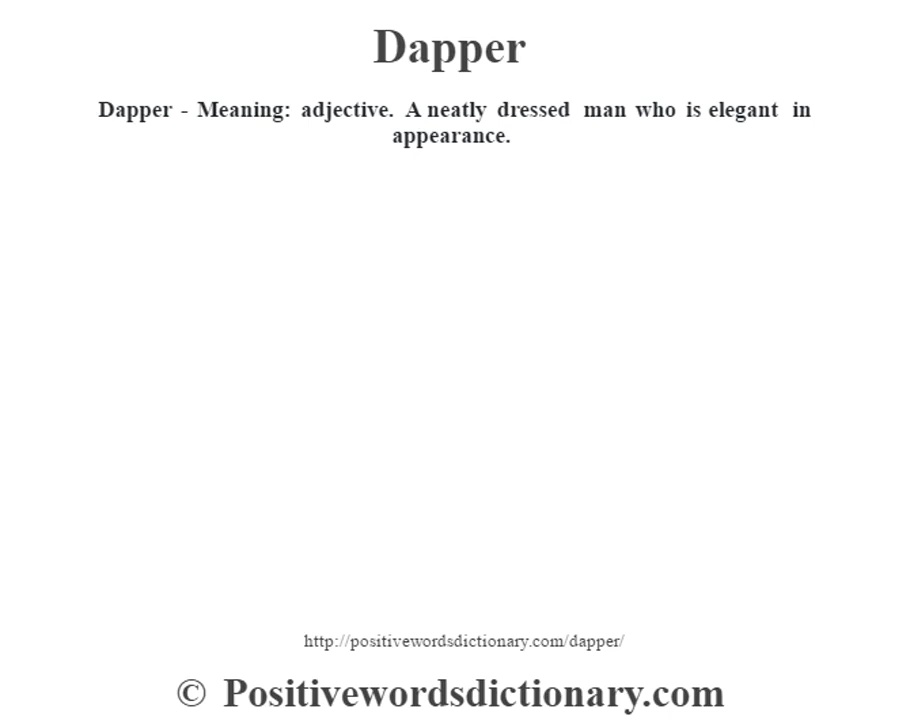 Dapper
Dapper - Meaning: adjective. A neatly dressed man who is elegant in
appearance.
http://positivewordsdictionary.com/dapper/
© Positivewordsdictionary.com